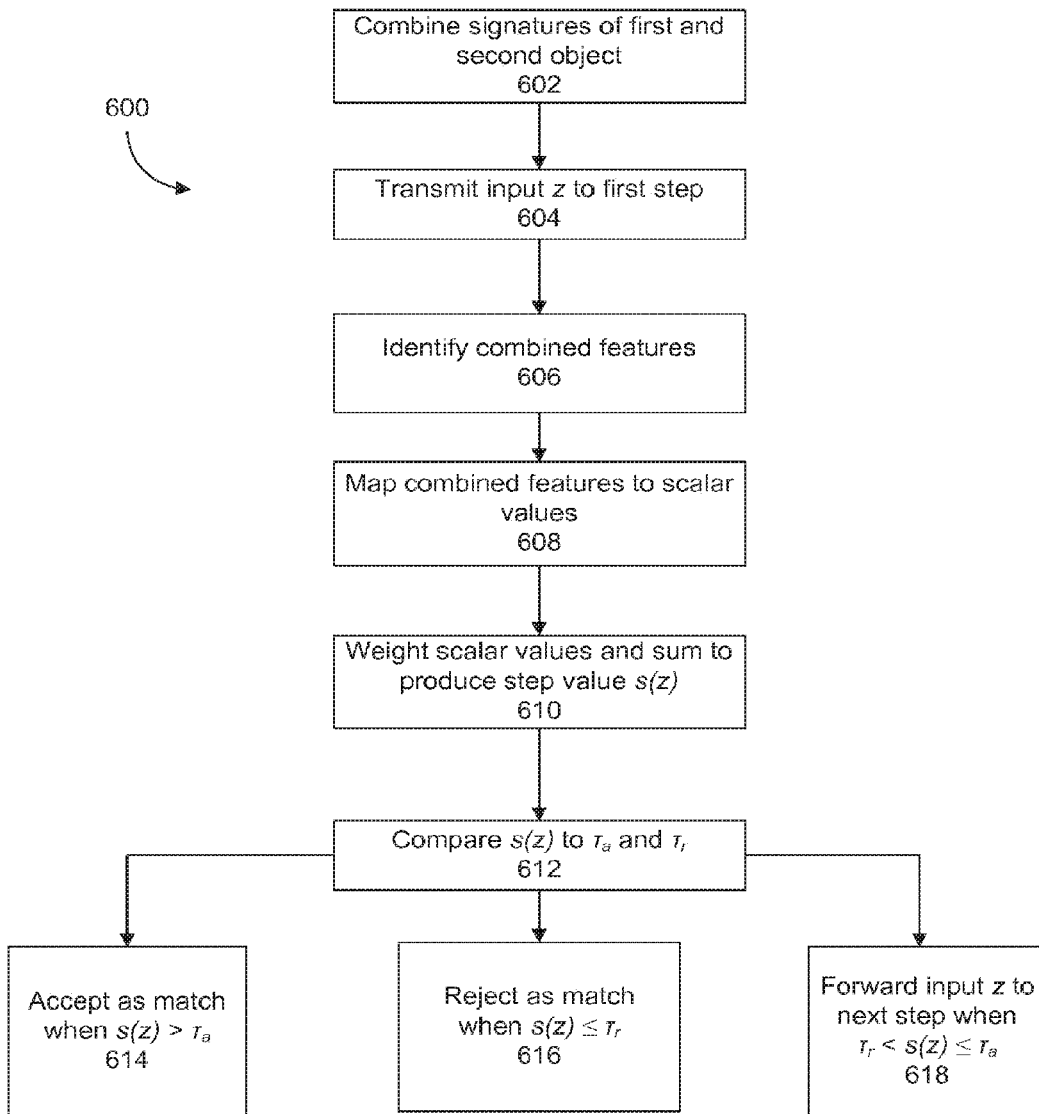 Combine signatures of first and
second object
602
600
Transmit input z to first step
604
Identify combined features
606
Map combined features to scalar
values
608
Weight scalar values and sum to
produce step value s(z)
610
Compare s(z) to τa and τr
612
Accept as match
when s(z) > τa
614
Reject as match
when s(z) ≤ τr
616
Forward input z to
next step when
τr < s(z) ≤ τa
618